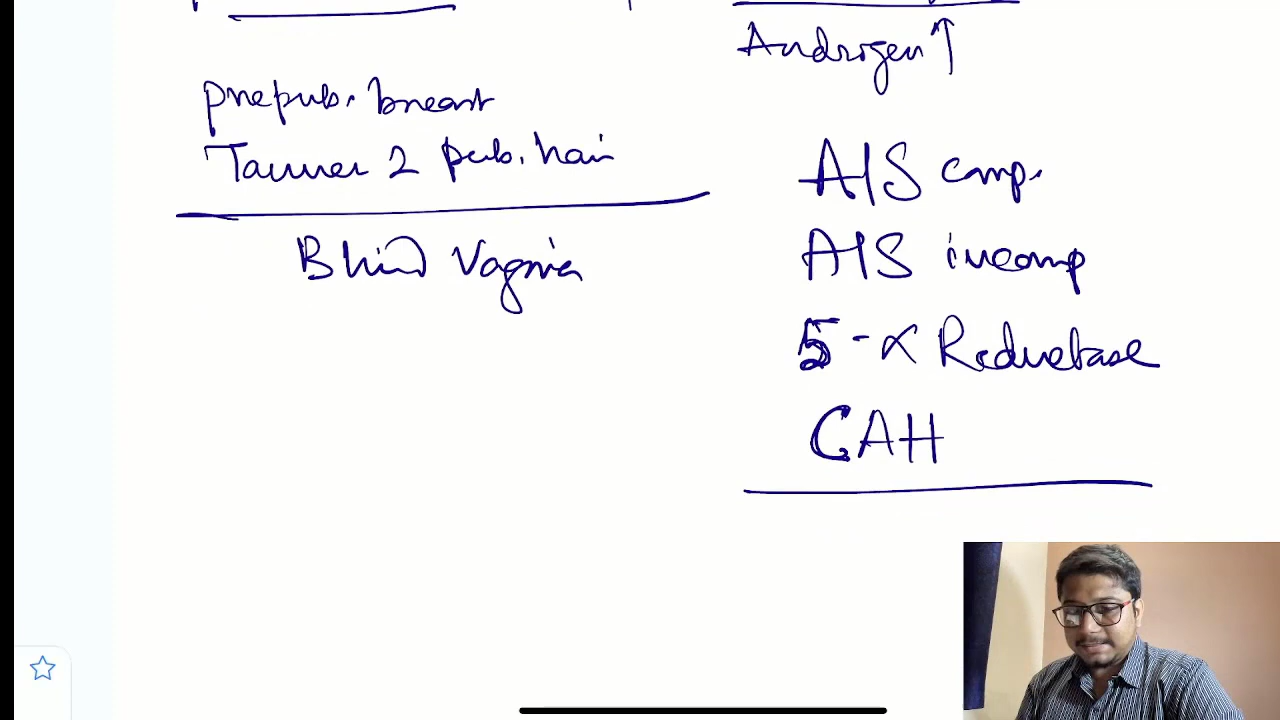 prepub. breast
Tanner 2 pub. hair
Blind Vagina
Androgen ↑
AIS comp.
AIS incomp
5-α Reductase
CAH